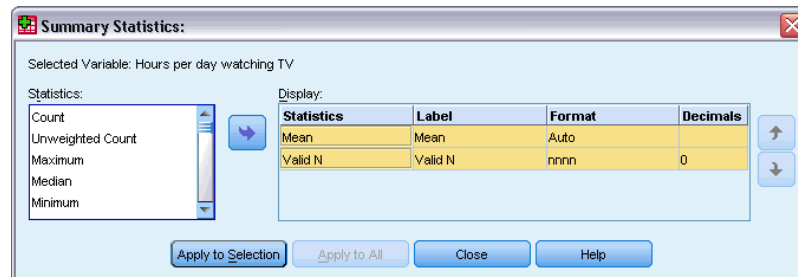 Summary Statistics:
Selected Variable: Hours per day watching TV
Statistics:
Display:
Count
Unweighted Count
Maximum
Median
Minimum
Statistics Label Format Decimals
Mean Mean Auto
Valid N Valid N nnnn 0
Apply to Selection Apply to All Close Help